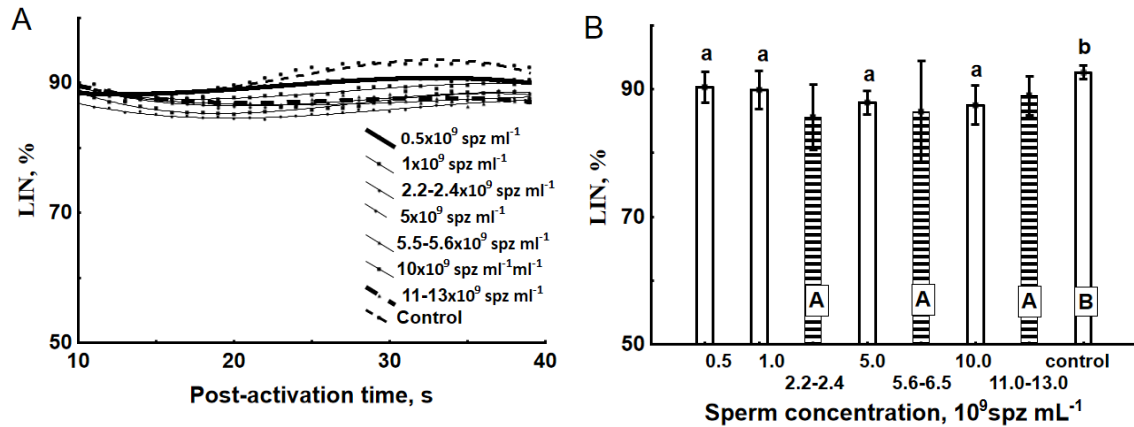 A
LIN, %
90
70
50
10
20
30
40
Post-activation time, s
0.5x10⁹ spz ml⁻¹
1x10⁹ spz ml⁻¹
2.2-2.4x10⁹ spz ml⁻¹
5x10⁹ spz ml⁻¹
5.5-5.6x10⁹ spz ml⁻¹
10x10⁹ spz ml⁻¹ml⁻¹
11-13x10⁹ spz ml⁻¹
Control
B
LIN, %
90
70
50
a
a
a
a
b
A
A
A
B
0.5
1.0
5.0
10.0
control
2.2-2.4
5.6-6.5
11.0-13.0
Sperm concentration, 10⁹spz mL⁻¹